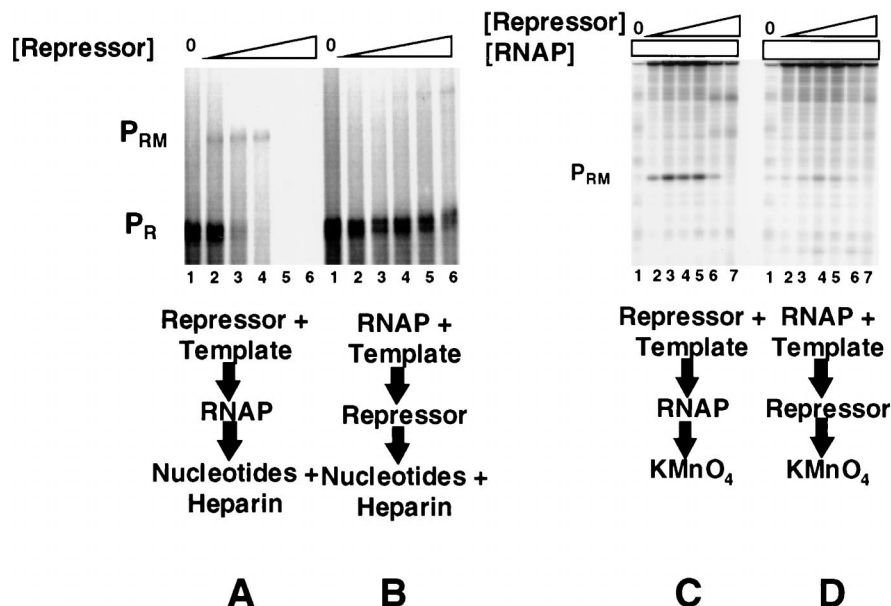 [Repressor] 0
P_RM
P_R
1 2 3 4 5 6
Repressor +
Template
RNAP
Nucleotides +
Heparin
A
0
1 2 3 4 5 6
RNAP +
Template
Repressor
Nucleotides +
Heparin
B
[Repressor] 0
[RNAP]
P_RM
1 2 3 4 5 6 7
Repressor +
Template
RNAP
KMnO4
C
0
1 2 3 4 5 6 7
RNAP +
Template
Repressor
KMnO4
D